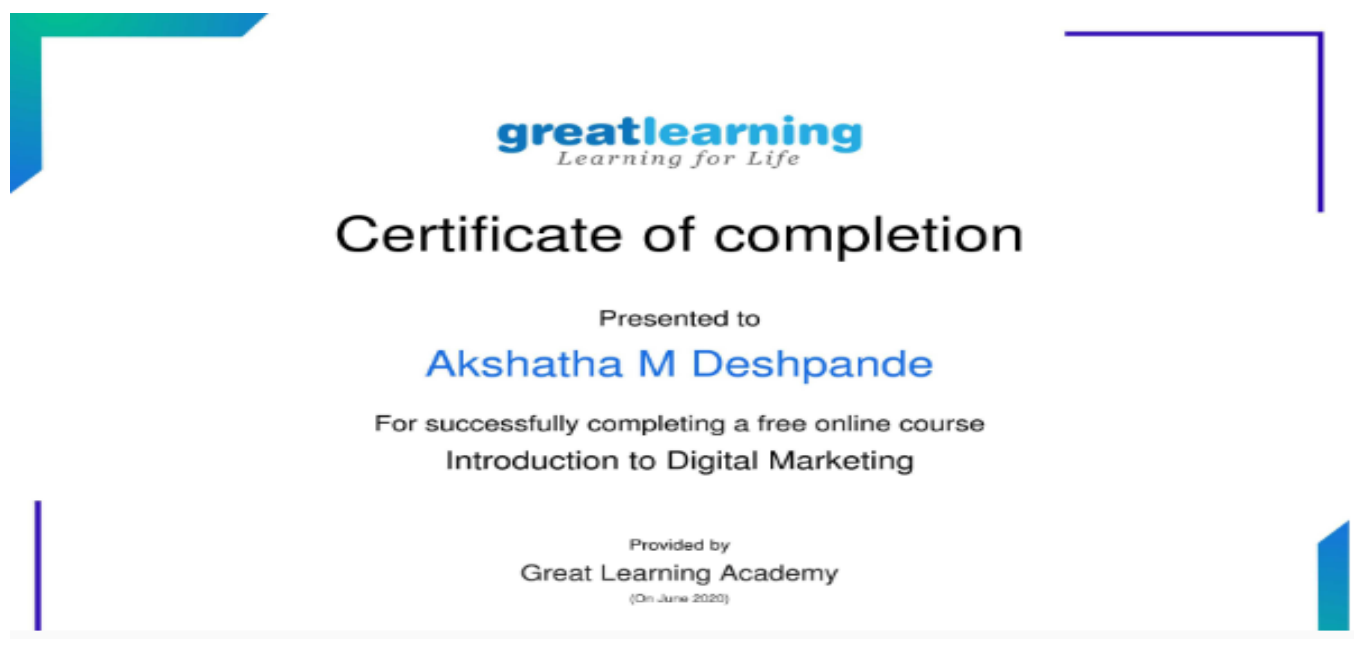 greatlearning
Learning for Life
Certificate of completion
Presented to
Akshatha M Deshpande
For successfully completing a free online course
Introduction to Digital Marketing
Provided by
Great Learning Academy
(On June 2020)